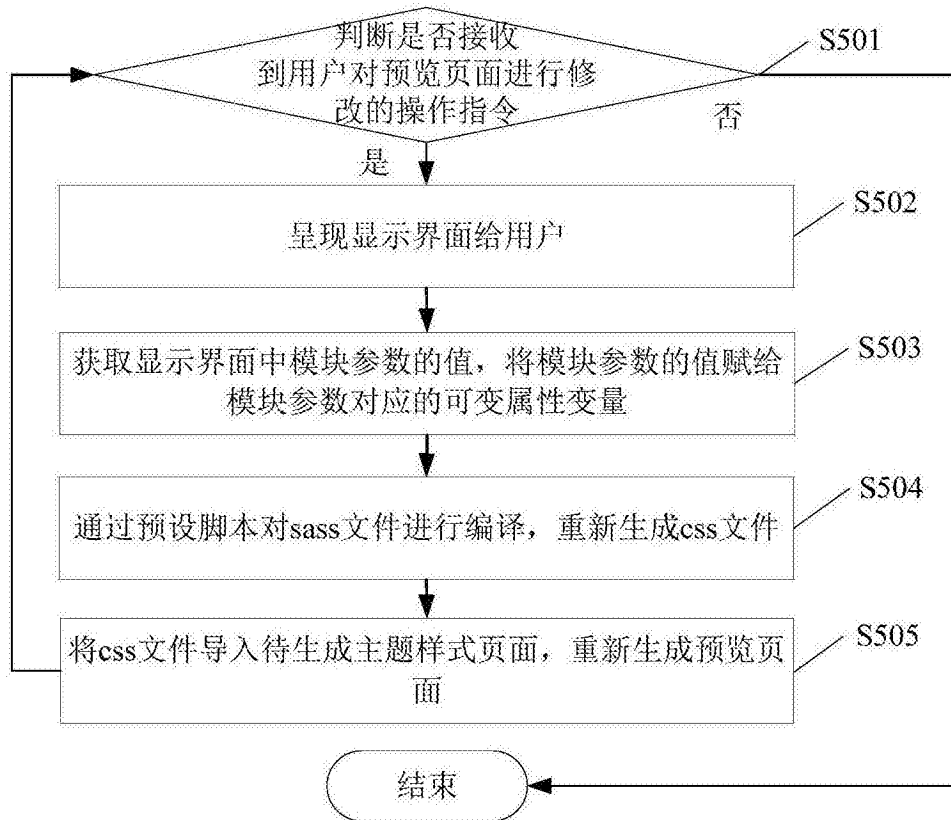 判断是否接收
到用户对预览页面进行修
改的操作指令
S501
否
是
呈现显示界面给用户
S502
获取显示界面中模块参数的值，将模块参数的值赋给
模块参数对应的可变属性变量
S503
通过预设脚本对sass文件进行编译，重新生成css文件
S504
将css文件导入待生成主题样式页面，重新生成预览页
面
S505
结束